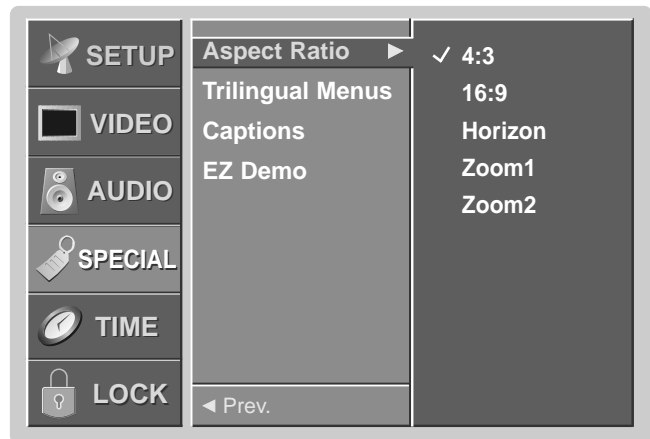 SETUP
VIDEO
AUDIO
SPECIAL
TIME
LOCK
Aspect Ratio ►
Trilingual Menus
Captions
EZ Demo
◄ Prev.
✓ 4:3
16:9
Horizon
Zoom1
Zoom2